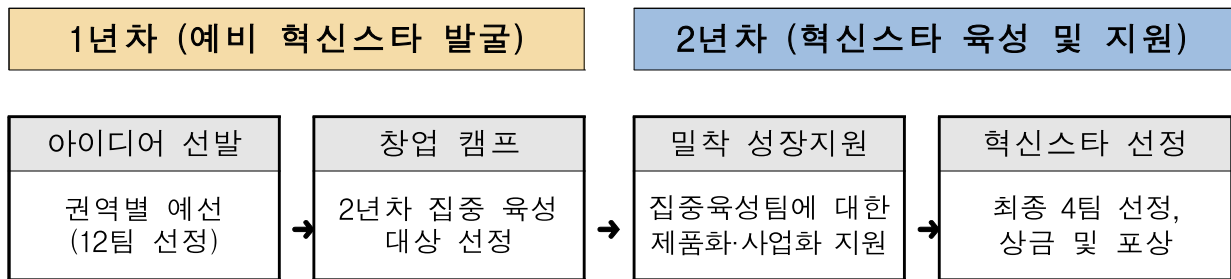 1년차 (예비 혁신스타 발굴)
2년차 (혁신스타 육성 및 지원)
아이디어 선발
권역별 예선
(12팀 선정)
➜
창업 캠프
2년차 집중 육성
대상 선정
➜
밀착 성장지원
집중육성팀에 대한
제품화·사업화 지원
➜
혁신스타 선정
최종 4팀 선정,
상금 및 포상